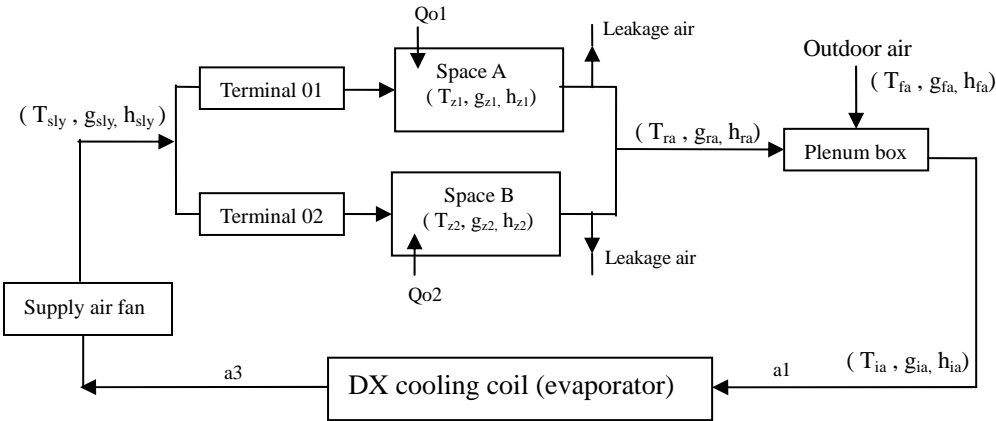 Qo1
Leakage air
Outdoor air
( T_fa , g_fa, h_fa)
Space A
( T_z1, g_z1, h_z1)
Terminal 01
( T_sly , g_sly, h_sly)
( T_ra , g_ra, h_ra)
Plenum box
Space B
( T_z2, g_z2, h_z2)
Terminal 02
Leakage air
Qo2
Supply air fan
( T_ia , g_ia, h_ia)
a3
DX cooling coil (evaporator)
a1